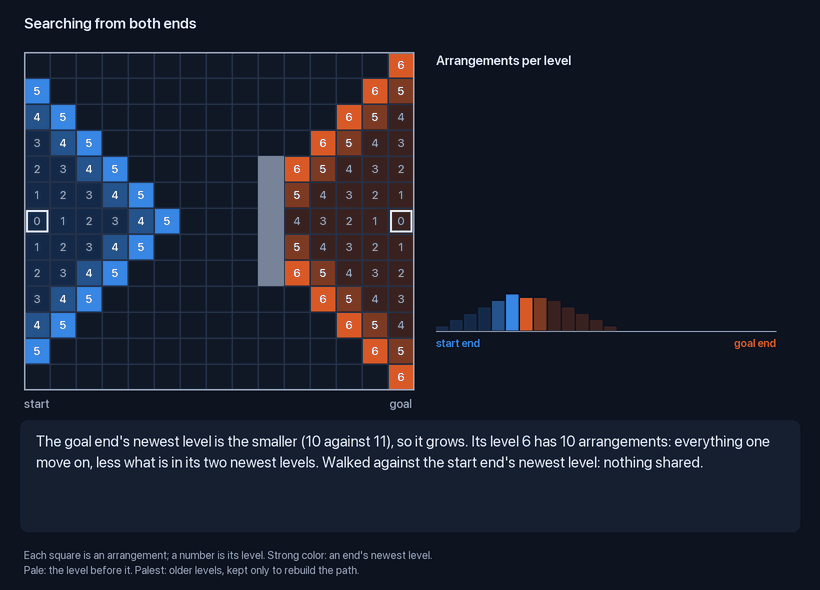 Searching from both ends
Arrangements per level
6
5 6 5
4 5 6 5 4
3 4 5 6 5 4 3
2 3 4 5 6 5 4 3 2
1 2 3 4 5 5 4 3 2 1
0 1 2 3 4 5 4 3 2 1 0
1 2 3 4 5 5 4 3 2 1
2 3 4 5 6 5 4 3 2
3 4 5 6 5 4 3
4 5 6 5 4
5 6 5
6
start end goal end
start goal
The goal end's newest level is the smaller (10 against 11), so it grows. Its level 6 has 10 arrangements: everything one
move on, less what is in its two newest levels. Walked against the start end's newest level: nothing shared.
Each square is an arrangement; a number is its level. Strong color: an end's newest level.
Pale: the level before it. Palest: older levels, kept only to rebuild the path.